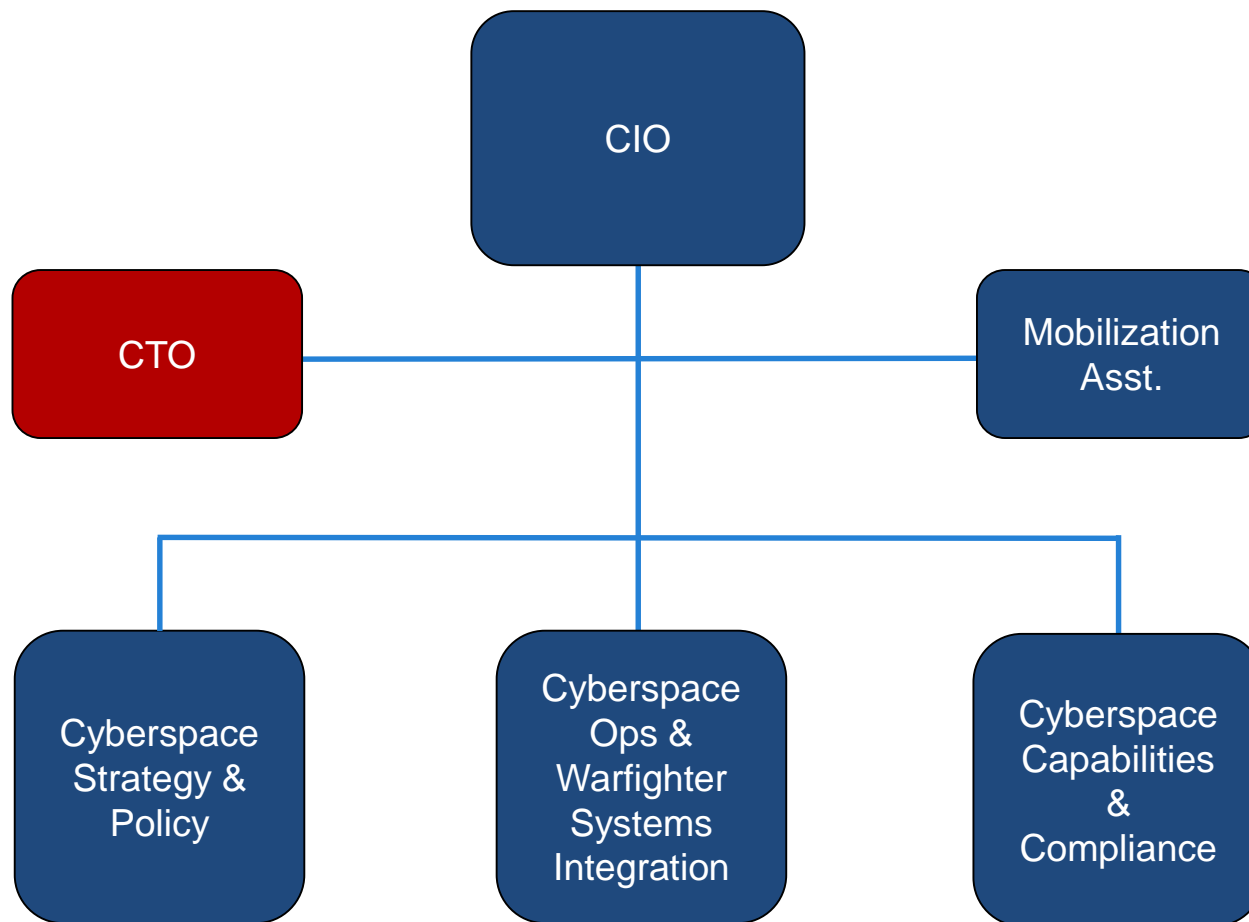 CIO
CTO
Mobilization
Asst.
Cyberspace
Strategy &
Policy
Cyberspace
Ops &
Warfighter
Systems
Integration
Cyberspace
Capabilities
&
Compliance